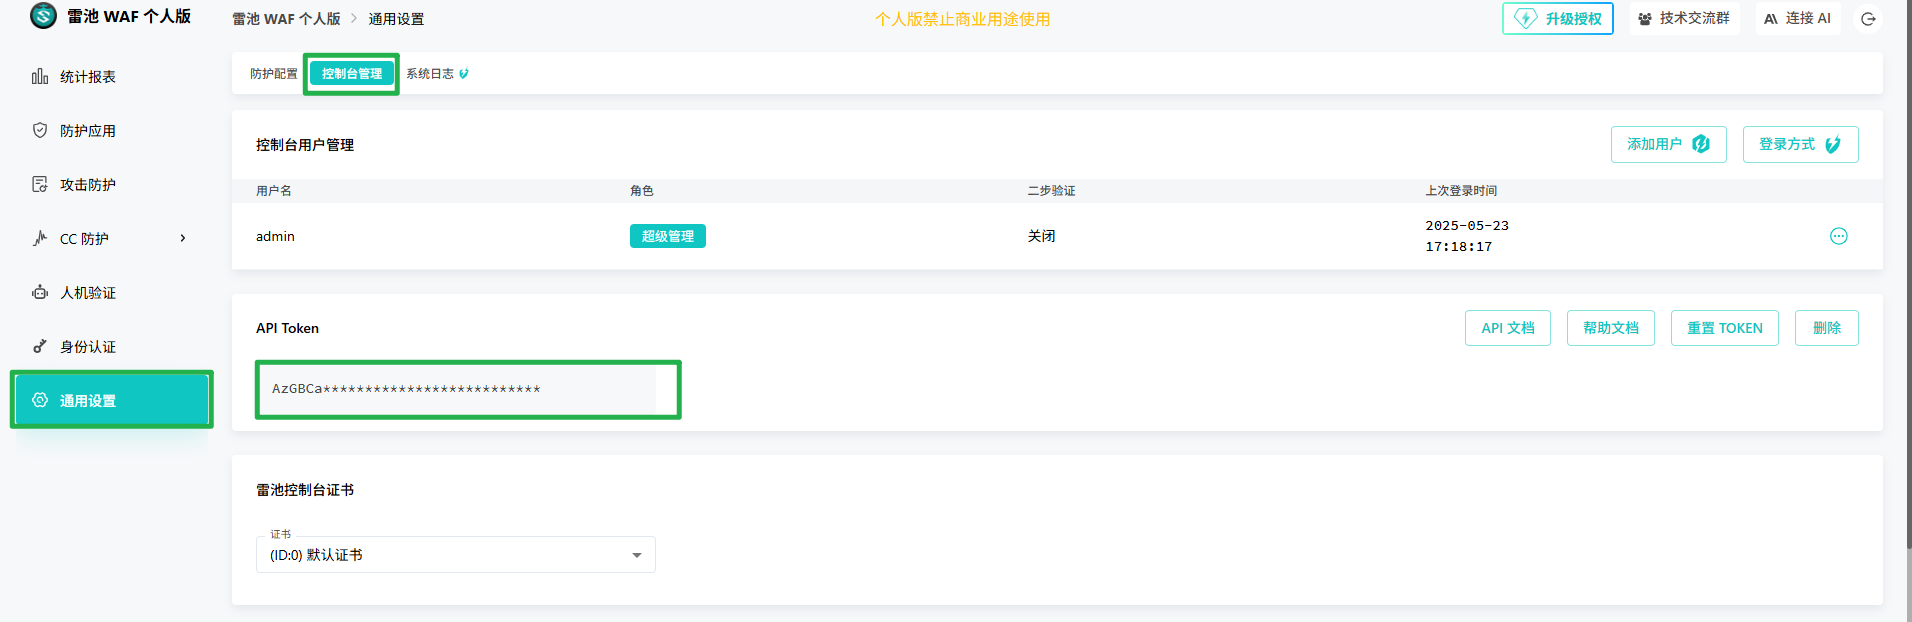 雷池 WAF 个人版
雷池 WAF 个人版 > 通用设置
个人版禁止商业用途使用
升级授权
技术交流群
连接 AI
统计报表
防护应用
攻击防护
CC 防护
人机验证
身份认证
通用设置
防护配置 控制台管理 系统日志
控制台用户管理
添加用户
登录方式
用户名 角色 二步验证 上次登录时间
admin 超级管理 关闭 2025-05-23
17:18:17
API Token
API 文档
帮助文档
重置 TOKEN
删除
AzGBCa**************************
雷池控制台证书
证书
(ID:0) 默认证书